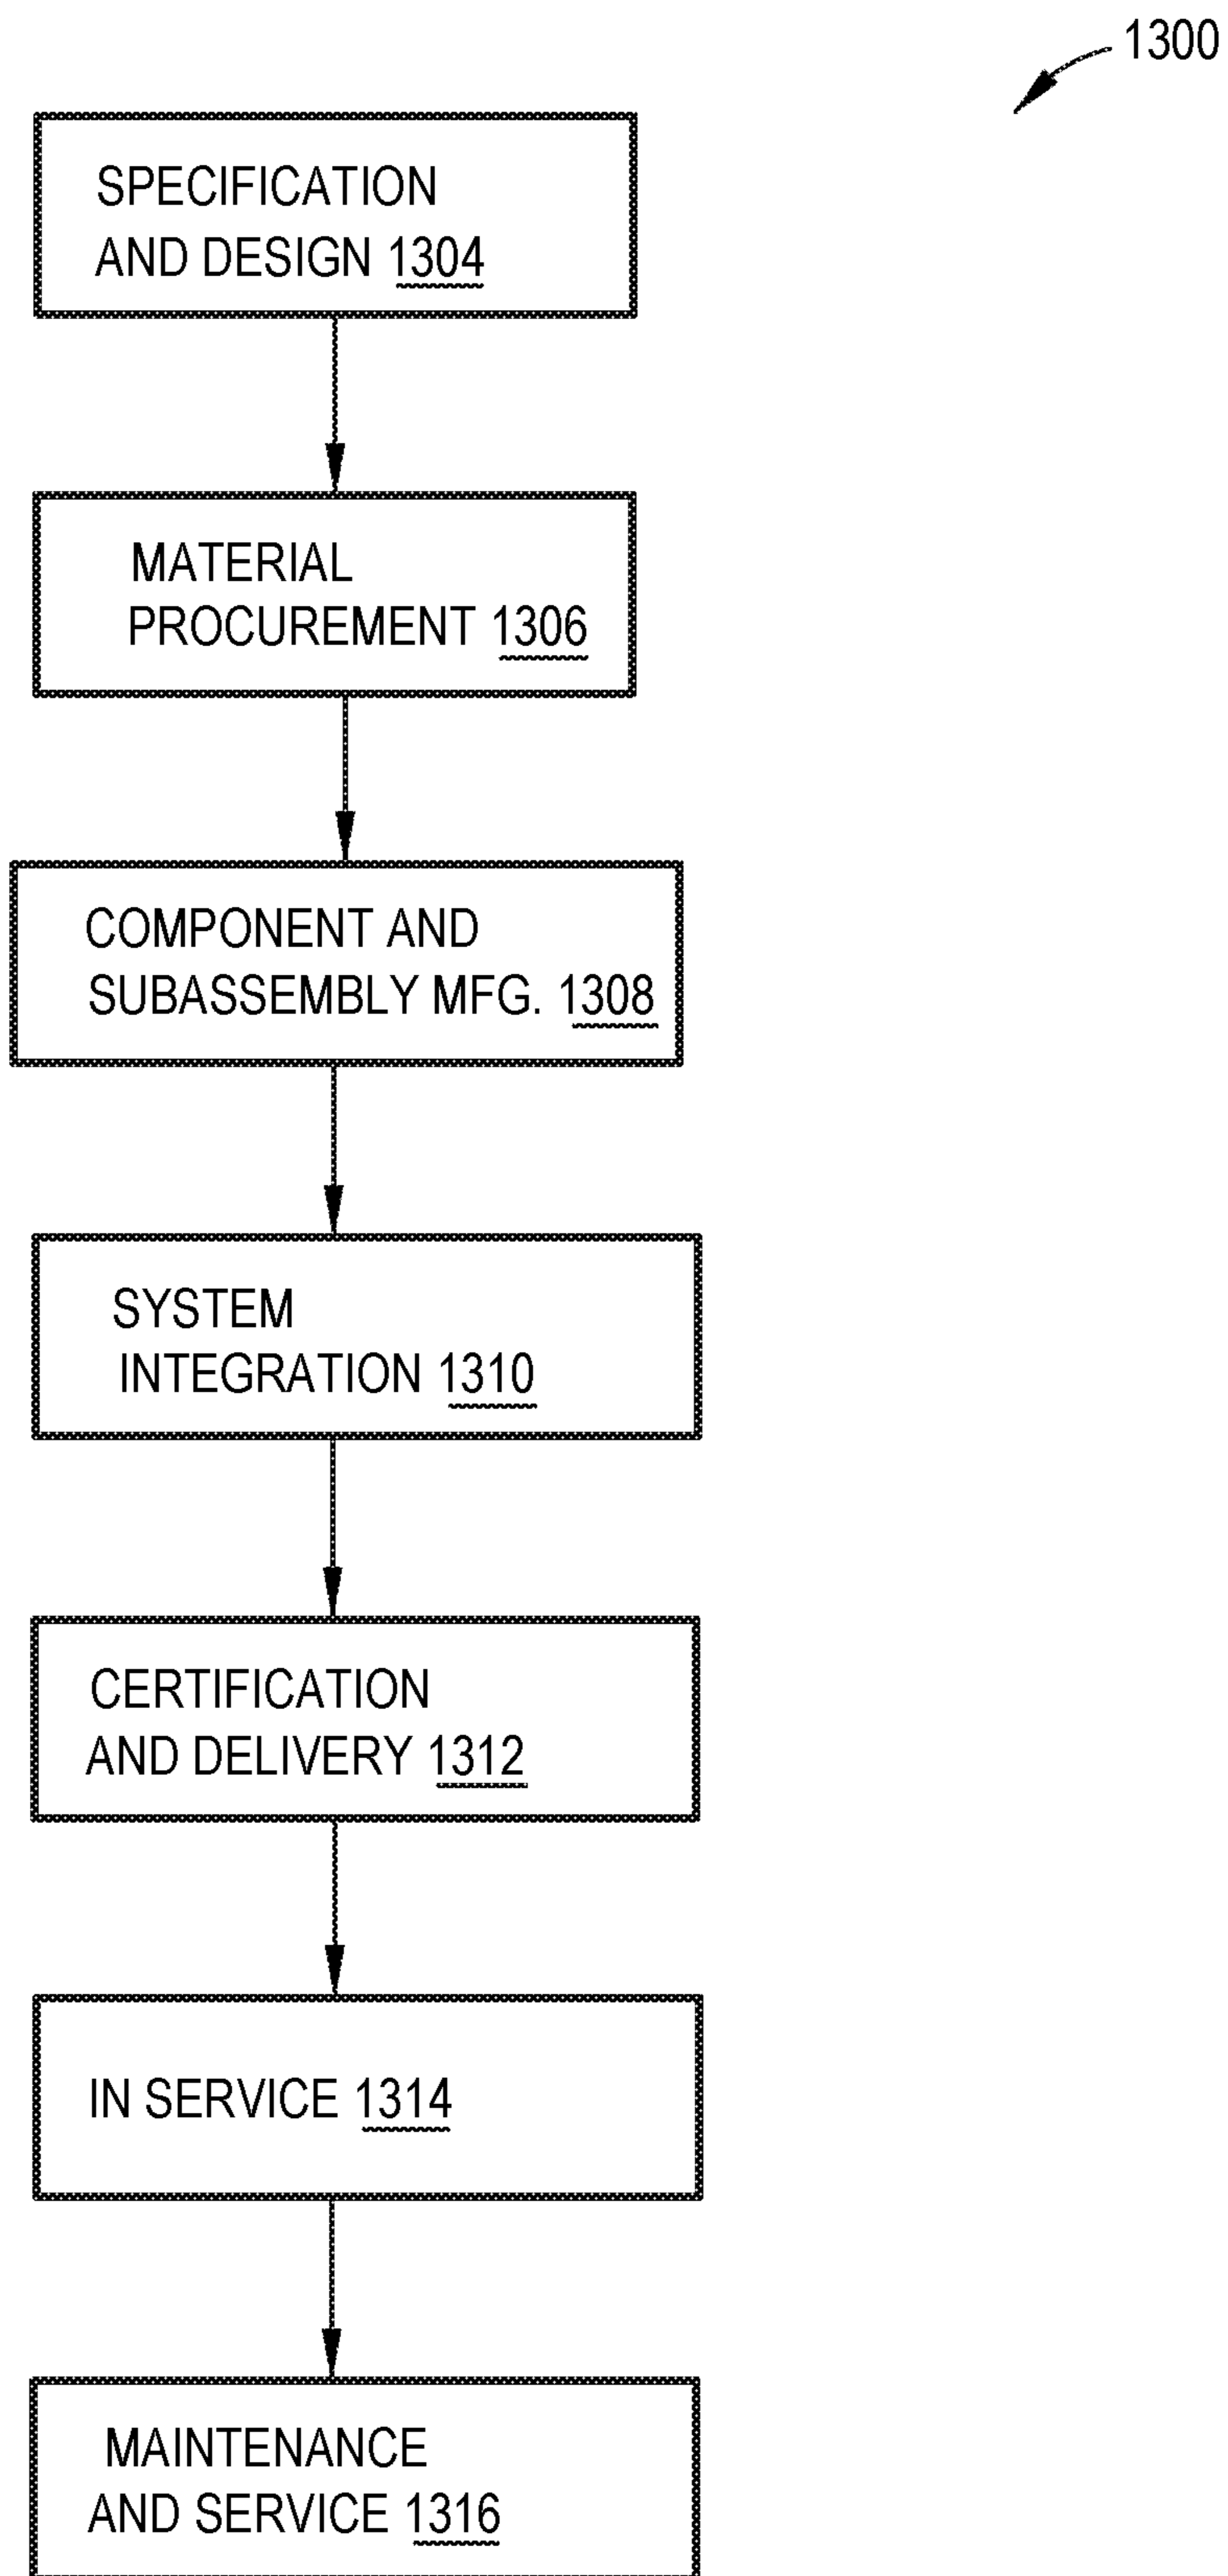 1300
SPECIFICATION
AND DESIGN 1304
MATERIAL
PROCUREMENT 1306
COMPONENT AND
SUBASSEMBLY MFG. 1308
SYSTEM
INTEGRATION 1310
CERTIFICATION
AND DELIVERY 1312
IN SERVICE 1314
MAINTENANCE
AND SERVICE 1316